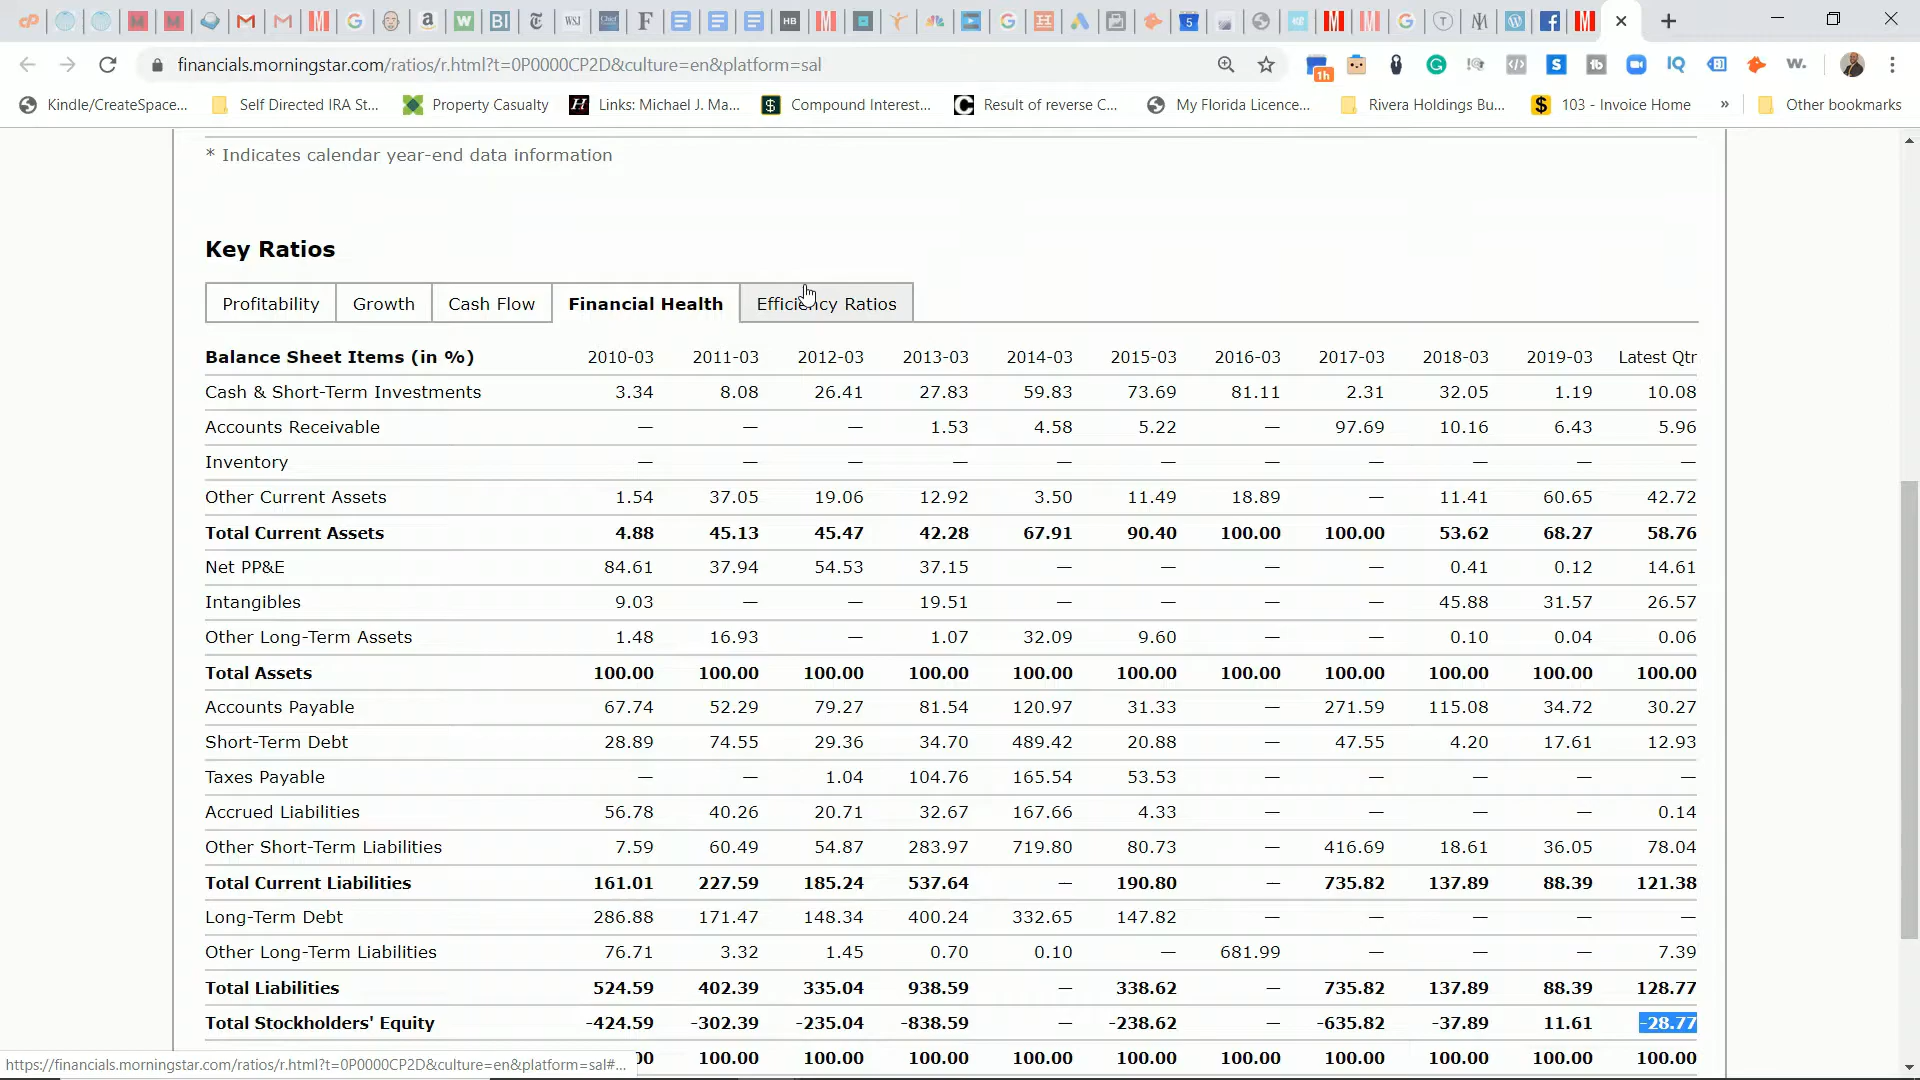 financials.morningstar.com/ratios/r.html?t=0P0000CP2D&culture=en&platform=sal
1h
Kindle/CreateSpace... Self Directed IRA St... Property Casualty Links: Michael J. Ma... Compound Interest... Result of reverse C... My Florida Licence... Rivera Holdings Bu... 103 - Invoice Home » Other bookmarks
* Indicates calendar year-end data information
Key Ratios
Profitability Growth Cash Flow Financial Health Efficiency Ratios
Balance Sheet Items (in %) 2010-03 2011-03 2012-03 2013-03 2014-03 2015-03 2016-03 2017-03 2018-03 2019-03 Latest Qtr
Cash & Short-Term Investments 3.34 8.08 26.41 27.83 59.83 73.69 81.11 2.31 32.05 1.19 10.08
Accounts Receivable — — — 1.53 4.58 5.22 — 97.69 10.16 6.43 5.96
Inventory — — — — — — — — — — —
Other Current Assets 1.54 37.05 19.06 12.92 3.50 11.49 18.89 — 11.41 60.65 42.72
Total Current Assets 4.88 45.13 45.47 42.28 67.91 90.40 100.00 100.00 53.62 68.27 58.76
Net PP&E 84.61 37.94 54.53 37.15 — — — — 0.41 0.12 14.61
Intangibles 9.03 — — 19.51 — — — — 45.88 31.57 26.57
Other Long-Term Assets 1.48 16.93 — 1.07 32.09 9.60 — — 0.10 0.04 0.06
Total Assets 100.00 100.00 100.00 100.00 100.00 100.00 100.00 100.00 100.00 100.00 100.00
Accounts Payable 67.74 52.29 79.27 81.54 120.97 31.33 — 271.59 115.08 34.72 30.27
Short-Term Debt 28.89 74.55 29.36 34.70 489.42 20.88 — 47.55 4.20 17.61 12.93
Taxes Payable — — 1.04 104.76 165.54 53.53 — — — — —
Accrued Liabilities 56.78 40.26 20.71 32.67 167.66 4.33 — — — — 0.14
Other Short-Term Liabilities 7.59 60.49 54.87 283.97 719.80 80.73 — 416.69 18.61 36.05 78.04
Total Current Liabilities 161.01 227.59 185.24 537.64 — 190.80 — 735.82 137.89 88.39 121.38
Long-Term Debt 286.88 171.47 148.34 400.24 332.65 147.82 — — — — —
Other Long-Term Liabilities 76.71 3.32 1.45 0.70 0.10 — 681.99 — — — 7.39
Total Liabilities 524.59 402.39 335.04 938.59 — 338.62 — 735.82 137.89 88.39 128.77
Total Stockholders' Equity -424.59 -302.39 -235.04 -838.59 — -238.62 — -635.82 -37.89 11.61 -28.77
00 100.00 100.00 100.00 100.00 100.00 100.00 100.00 100.00 100.00 100.00
https://financials.morningstar.com/ratios/r.html?t=0P0000CP2D&culture=en&platform=sal#...